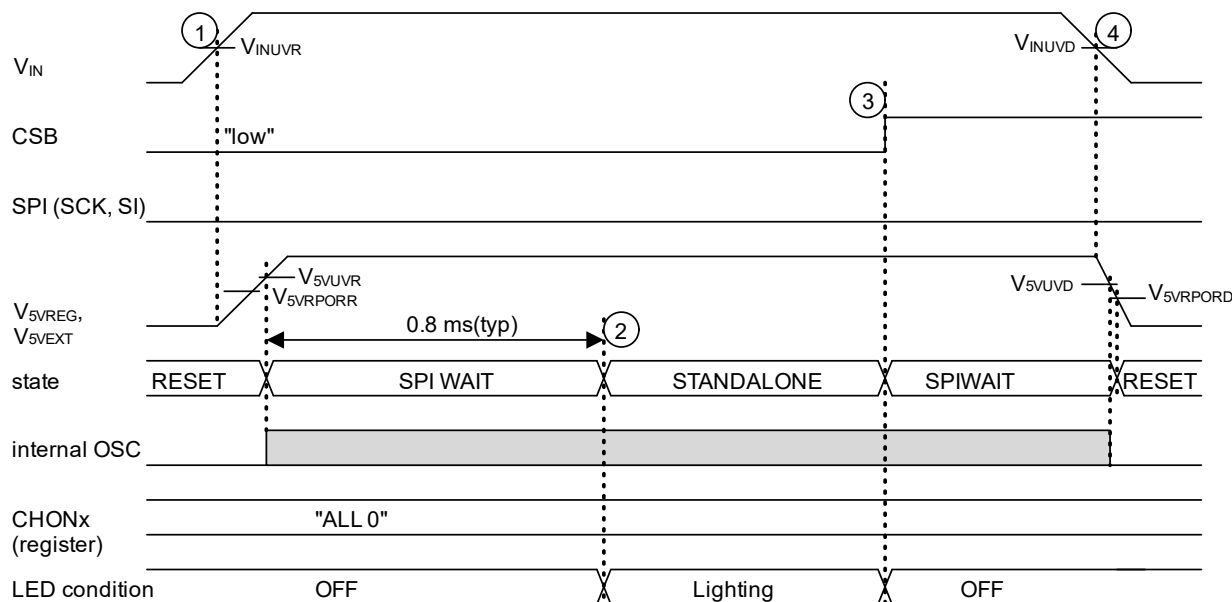 1 V_INUVR V_INUVD 4
V_IN
3
CSB "low"
SPI (SCK, SI)
V_5VUVR V_5VUVD
V_5VRPORR V_5VRPORD
V_5VREG,
V_5VEXT
0.8 ms(typ) 2
state RESET SPI WAIT STANDALONE SPIWAIT RESET
internal OSC
CHONx "ALL 0"
(register)
LED condition OFF Lighting OFF